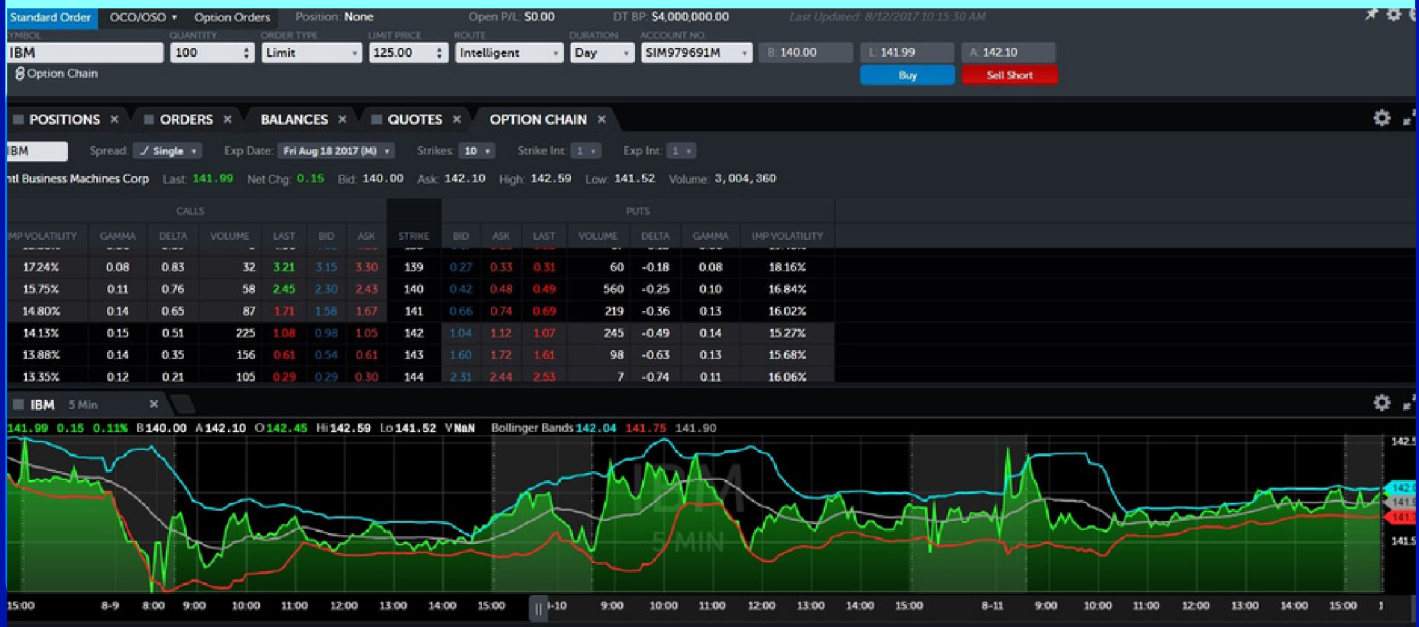 Standard Order OCO/OSO Option Orders Position: None Open P/L: $0.00 DT BP: $4,000,000.00 Last Updated: 8/12/2017 10:15:30 AM
YMBOL QUANTITY ORDER TYPE LIMIT PRICE ROUTE DURATION ACCOUNT NO.
IBM 100 Limit 125.00 Intelligent Day SIM979691M B: 140.00 L: 141.99 A: 142.10
Option Chain Buy Sell Short
POSITIONS ORDERS BALANCES QUOTES OPTION CHAIN
IBM Spread: Single Exp Date: Fri Aug 18 2017 (M) Strikes: 10 Strike Int: 1 Exp Int: 1
ntl Business Machines Corp Last: 141.99 Net Chg: 0.15 Bid: 140.00 Ask: 142.10 High: 142.59 Low: 141.52 Volume: 3,004,360
CALLS PUTS
IMP VOLATILITY GAMMA DELTA VOLUME LAST BID ASK STRIKE BID ASK LAST VOLUME DELTA GAMMA IMP VOLATILITY
17.24% 0.08 0.83 32 3.21 3.15 3.30 139 0.27 0.33 0.31 60 -0.18 0.08 18.16%
15.75% 0.11 0.76 58 2.45 2.30 2.43 140 0.42 0.48 0.49 560 -0.25 0.10 16.84%
14.80% 0.14 0.65 87 1.71 1.58 1.67 141 0.66 0.74 0.69 219 -0.36 0.13 16.02%
14.13% 0.15 0.51 225 1.08 0.98 1.05 142 1.04 1.12 1.07 245 -0.49 0.14 15.27%
13.88% 0.14 0.35 156 0.61 0.54 0.61 143 1.60 1.72 1.61 98 -0.63 0.13 15.68%
13.35% 0.12 0.21 105 0.29 0.29 0.30 144 2.31 2.44 2.53 7 -0.74 0.11 16.06%
IBM 5 Min
141.99 0.15 0.11% B 140.00 A 142.10 O 142.45 Hi 142.59 Lo 141.52 V NaN Bollinger Bands 142.04 141.75 141.90
142.5
IBM
142.0
141.9
5 MIN
141.5
15:00 8-9 8:00 9:00 10:00 11:00 12:00 13:00 14:00 15:00 -10 9:00 10:00 11:00 12:00 13:00 14:00 15:00 8-11 9:00 10:00 11:00 12:00 13:00 14:00 15:00 1